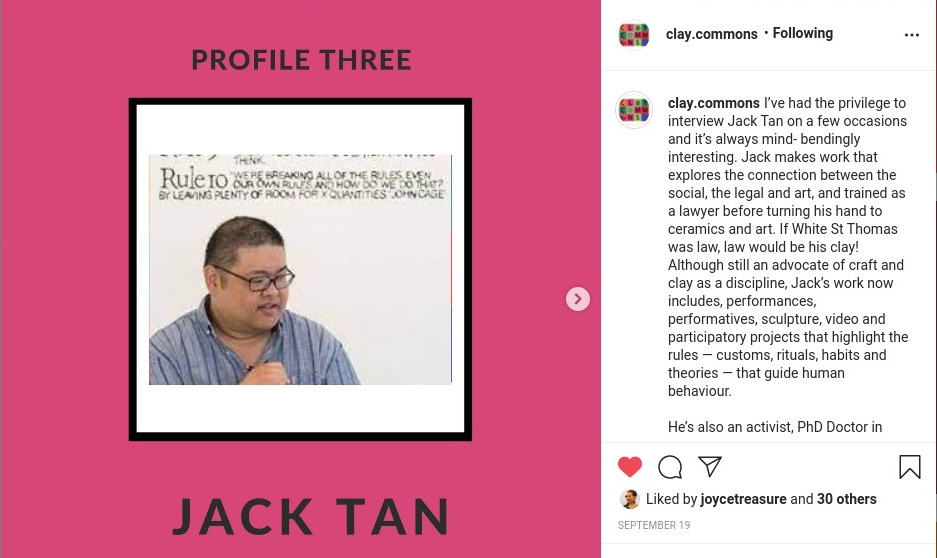 PROFILE THREE
THINK.
Rule 10 "WE'RE BREAKING ALL OF THE RULES. EVEN
OUR OWN RULES AND HOW DO WE DO THAT?
BY LEAVING PLENTY OF ROOM FOR X QUANTITIES" JOHN CAGE
JACK TAN
clay.commons • Following
clay.commons I've had the privilege to
interview Jack Tan on a few occasions
and it's always mind- bendingly
interesting. Jack makes work that
explores the connection between the
social, the legal and art, and trained as
a lawyer before turning his hand to
ceramics and art. If White St Thomas
was law, law would be his clay!
Although still an advocate of craft and
clay as a discipline, Jack's work now
includes, performances,
performatives, sculpture, video and
participatory projects that highlight the
rules — customs, rituals, habits and
theories — that guide human
behaviour.
He's also an activist, PhD Doctor in
Liked by joycetreasure and 30 others
SEPTEMBER 19